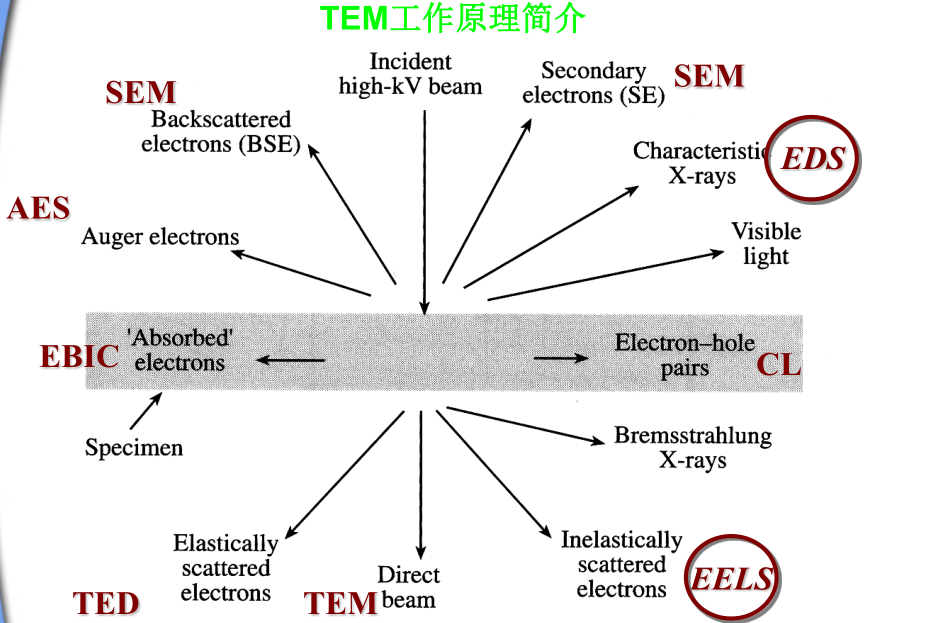 TEM工作原理简介
Incident
high-kV beam
Secondary
electrons (SE)
SEM
SEM
Backscattered
electrons (BSE)
Characteristic
X-rays
EDS
AES
Auger electrons
Visible
light
EBIC
'Absorbed'
electrons
Electron–hole
pairs
CL
Specimen
Bremsstrahlung
X-rays
Elastically
scattered
electrons
TED
Direct
beam
TEM
Inelastically
scattered
electrons
EELS